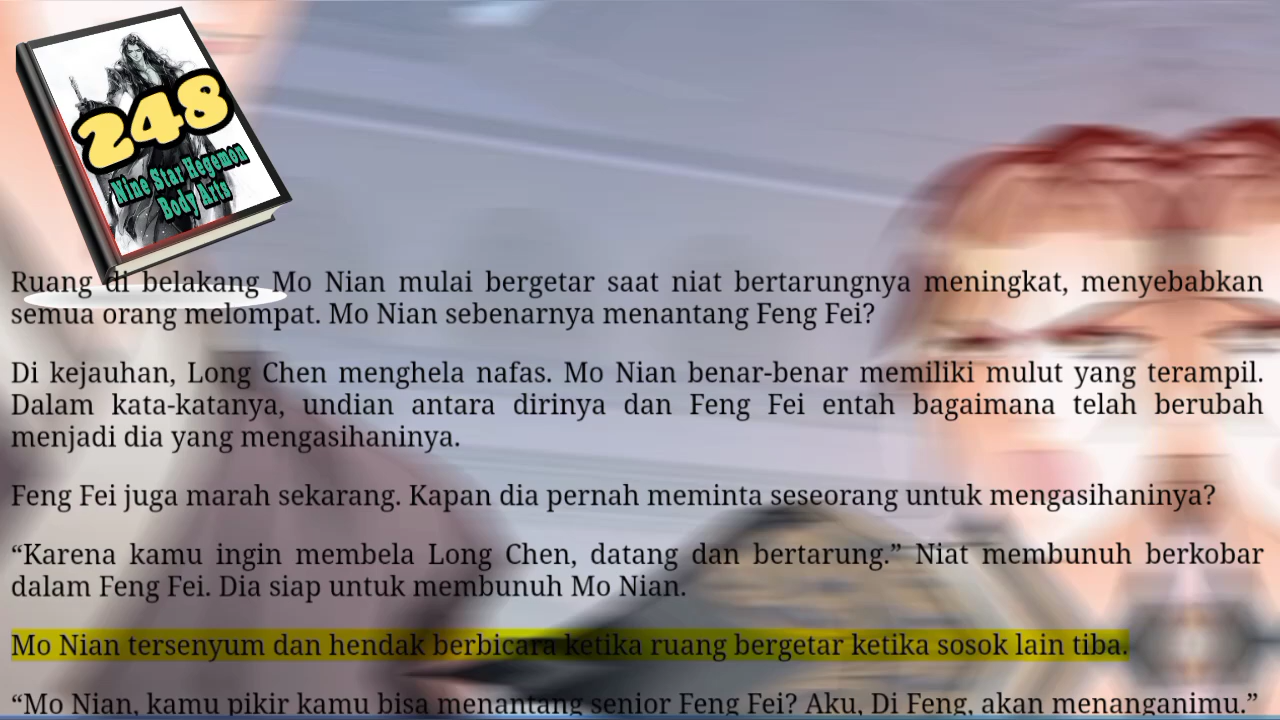 248
Nine Star Hegemon
Body Arts
Ruang di belakang Mo Nian mulai bergetar saat niat bertarungnya meningkat, menyebabkan
semua orang melompat. Mo Nian sebenarnya menantang Feng Fei?
Di kejauhan, Long Chen menghela nafas. Mo Nian benar-benar memiliki mulut yang terampil.
Dalam kata-katanya, undian antara dirinya dan Feng Fei entah bagaimana telah berubah
menjadi dia yang mengasihaninya.
Feng Fei juga marah sekarang. Kapan dia pernah meminta seseorang untuk mengasihaninya?
“Karena kamu ingin membela Long Chen, datang dan bertarung.” Niat membunuh berkobar
dalam Feng Fei. Dia siap untuk membunuh Mo Nian.
Mo Nian tersenyum dan hendak berbicara ketika ruang bergetar ketika sosok lain tiba.
“Mo Nian, kamu pikir kamu bisa menantang senior Feng Fei? Aku, Di Feng, akan menanganimu.”